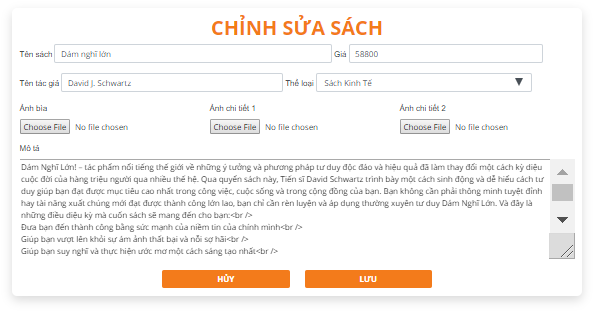 CHỈNH SỬA SÁCH
Tên sách Dám nghĩ lớn Giá 58800
Tên tác giả David J. Schwartz Thể loại Sách Kinh Tế
Ảnh bìa Ảnh chi tiết 1 Ảnh chi tiết 2
Choose File No file chosen Choose File No file chosen Choose File No file chosen
Mô tả
Dám Nghĩ Lớn! – tác phẩm nổi tiếng thế giới về những ý tưởng và phương pháp tư duy độc đáo và hiệu quả đã làm thay đổi một cách kỳ diệu
cuộc đời của hàng triệu người qua nhiều thế hệ. Qua quyển sách này, Tiến sĩ David Schwartz trình bày một cách sinh động và dễ hiểu cách tư
duy giúp bạn đạt được mục tiêu cao nhất trong công việc, cuộc sống và trong cộng đồng của bạn. Bạn không cần phải thông minh tuyệt đỉnh
hay tài năng xuất chúng mới đạt được thành công lớn lao, bạn chỉ cần rèn luyện và áp dụng thường xuyên tư duy Dám Nghĩ Lớn. Và đây là
những điều diệu kỳ mà cuốn sách sẽ mang đến cho bạn:<br />
Đưa bạn đến thành công bằng sức mạnh của niềm tin của chính mình<br />
Giúp bạn vượt lên khỏi sự ám ảnh thất bại và nỗi sợ hãi<br />
Giúp bạn suy nghĩ và thực hiện ước mơ một cách sáng tạo nhất<br />
HỦY LƯU